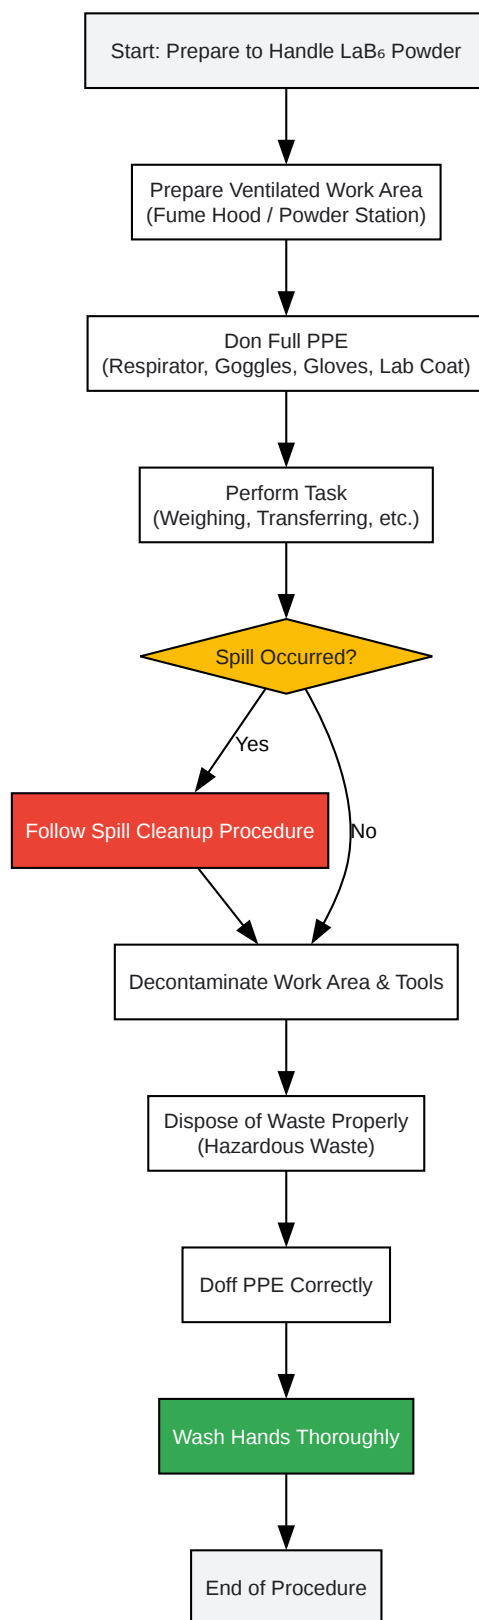 Start: Prepare to Handle LaB₆ Powder
Prepare Ventilated Work Area
(Fume Hood / Powder Station)
Don Full PPE
(Respirator, Goggles, Gloves, Lab Coat)
Perform Task
(Weighing, Transferring, etc.)
Spill Occurred?
Yes
Follow Spill Cleanup Procedure
No
Decontaminate Work Area & Tools
Dispose of Waste Properly
(Hazardous Waste)
Doff PPE Correctly
Wash Hands Thoroughly
End of Procedure